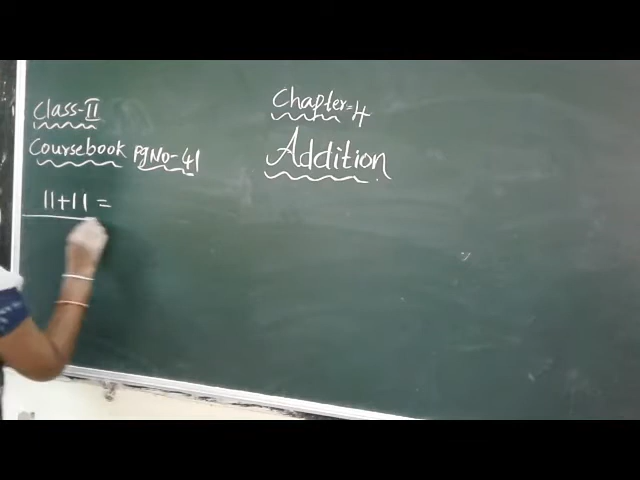 Class-II
Chapter-4
Coursebook PgNo-41
Addition.
11+11=